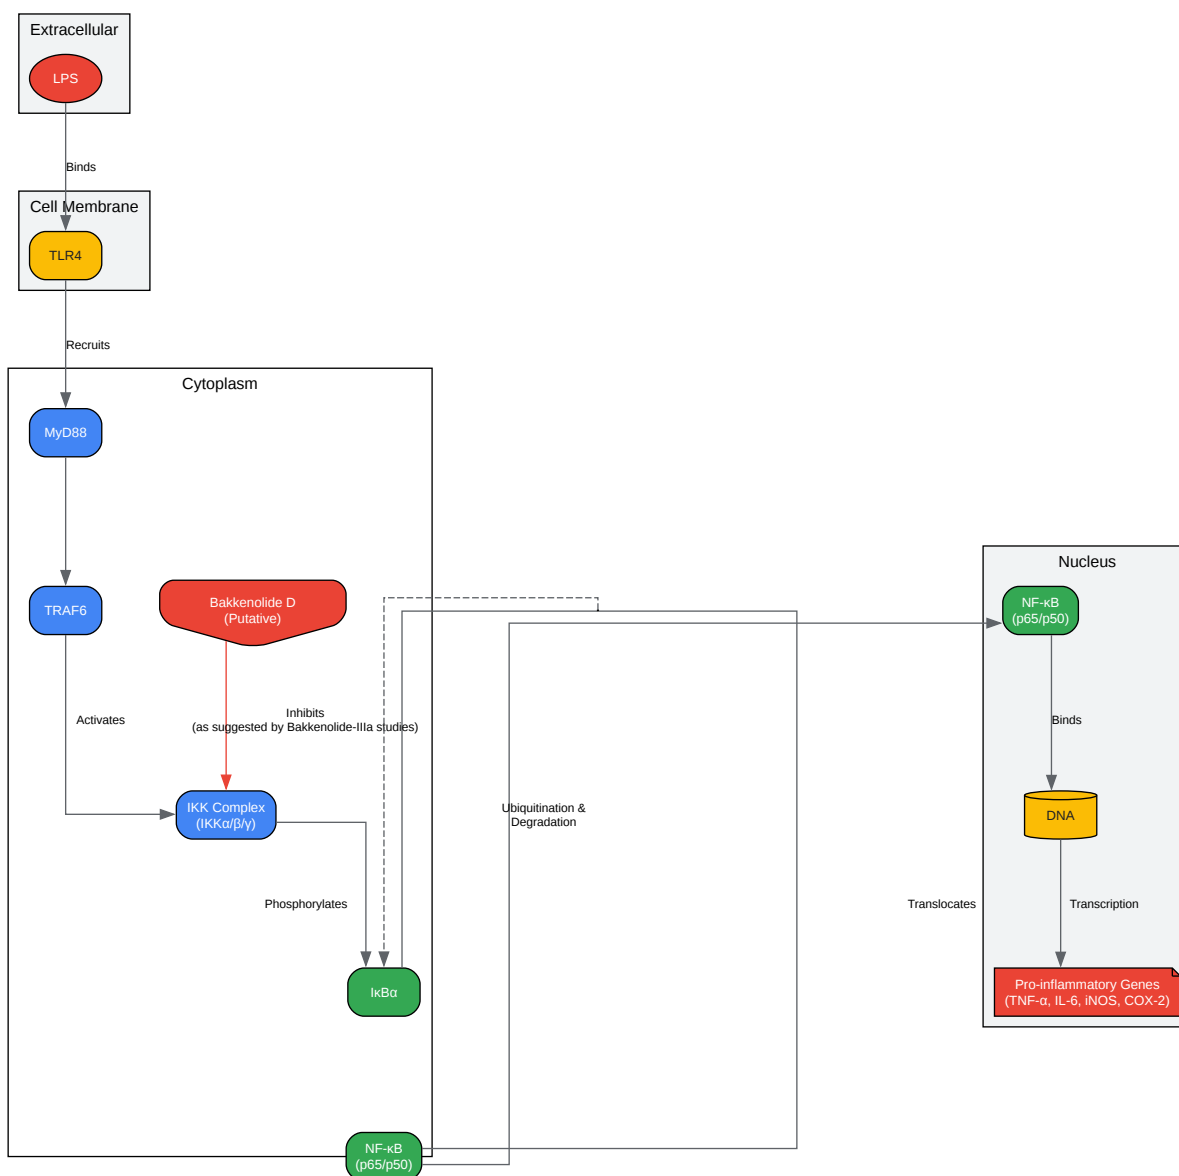 Extracellular
LPS
Binds
Cell Membrane
TLR4
Recruits
Cytoplasm
MyD88
TRAF6
Bakkenolide D
(Putative)
Activates
Inhibits
(as suggested by Bakkenolide-IIIa studies)
IKK Complex
(IKKα/β/γ)
Phosphorylates
IκBα
NF-κB
(p65/p50)
Ubiquitination &
Degradation
Translocates
Nucleus
NF-κB
(p65/p50)
Binds
DNA
Transcription
Pro-inflammatory Genes
(TNF-α, IL-6, iNOS, COX-2)